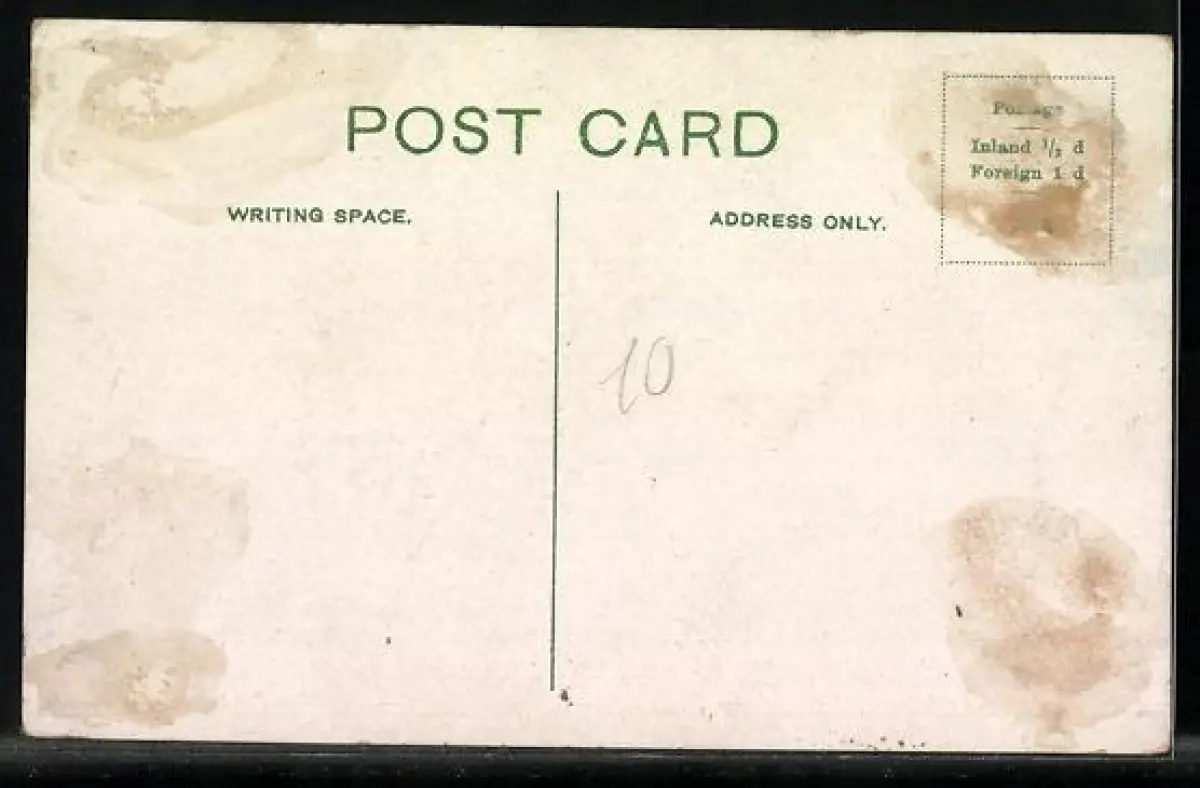 POST CARD
WRITING SPACE.
ADDRESS ONLY.
Postage
Inland ½ d
Foreign 1 d
10